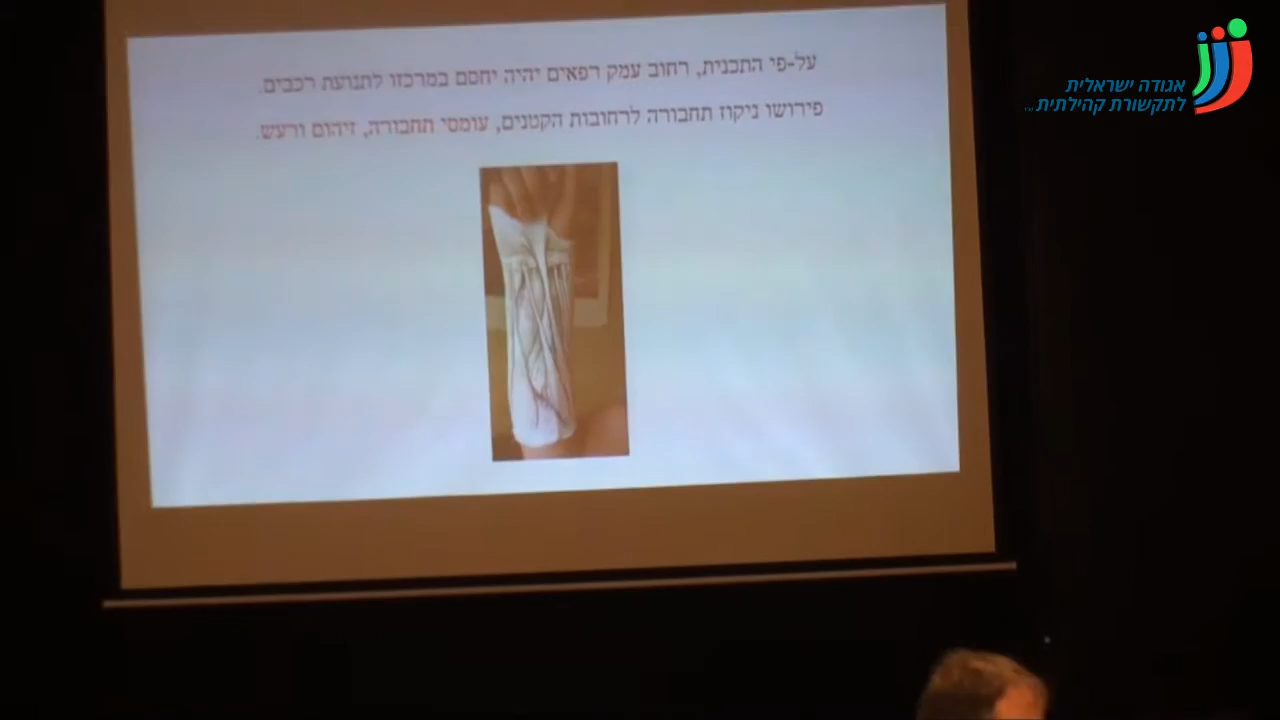 על-פי התכנית, רחוב עמק רפאים יהיה יחסם במרכזו לתנועת רכבים.
פירושו ניקוז תחבורה לרחובות הקטנים, עומסי תחבורה, זיהום ורעש.
אגודה ישראלית
לתקשורת קהילתית